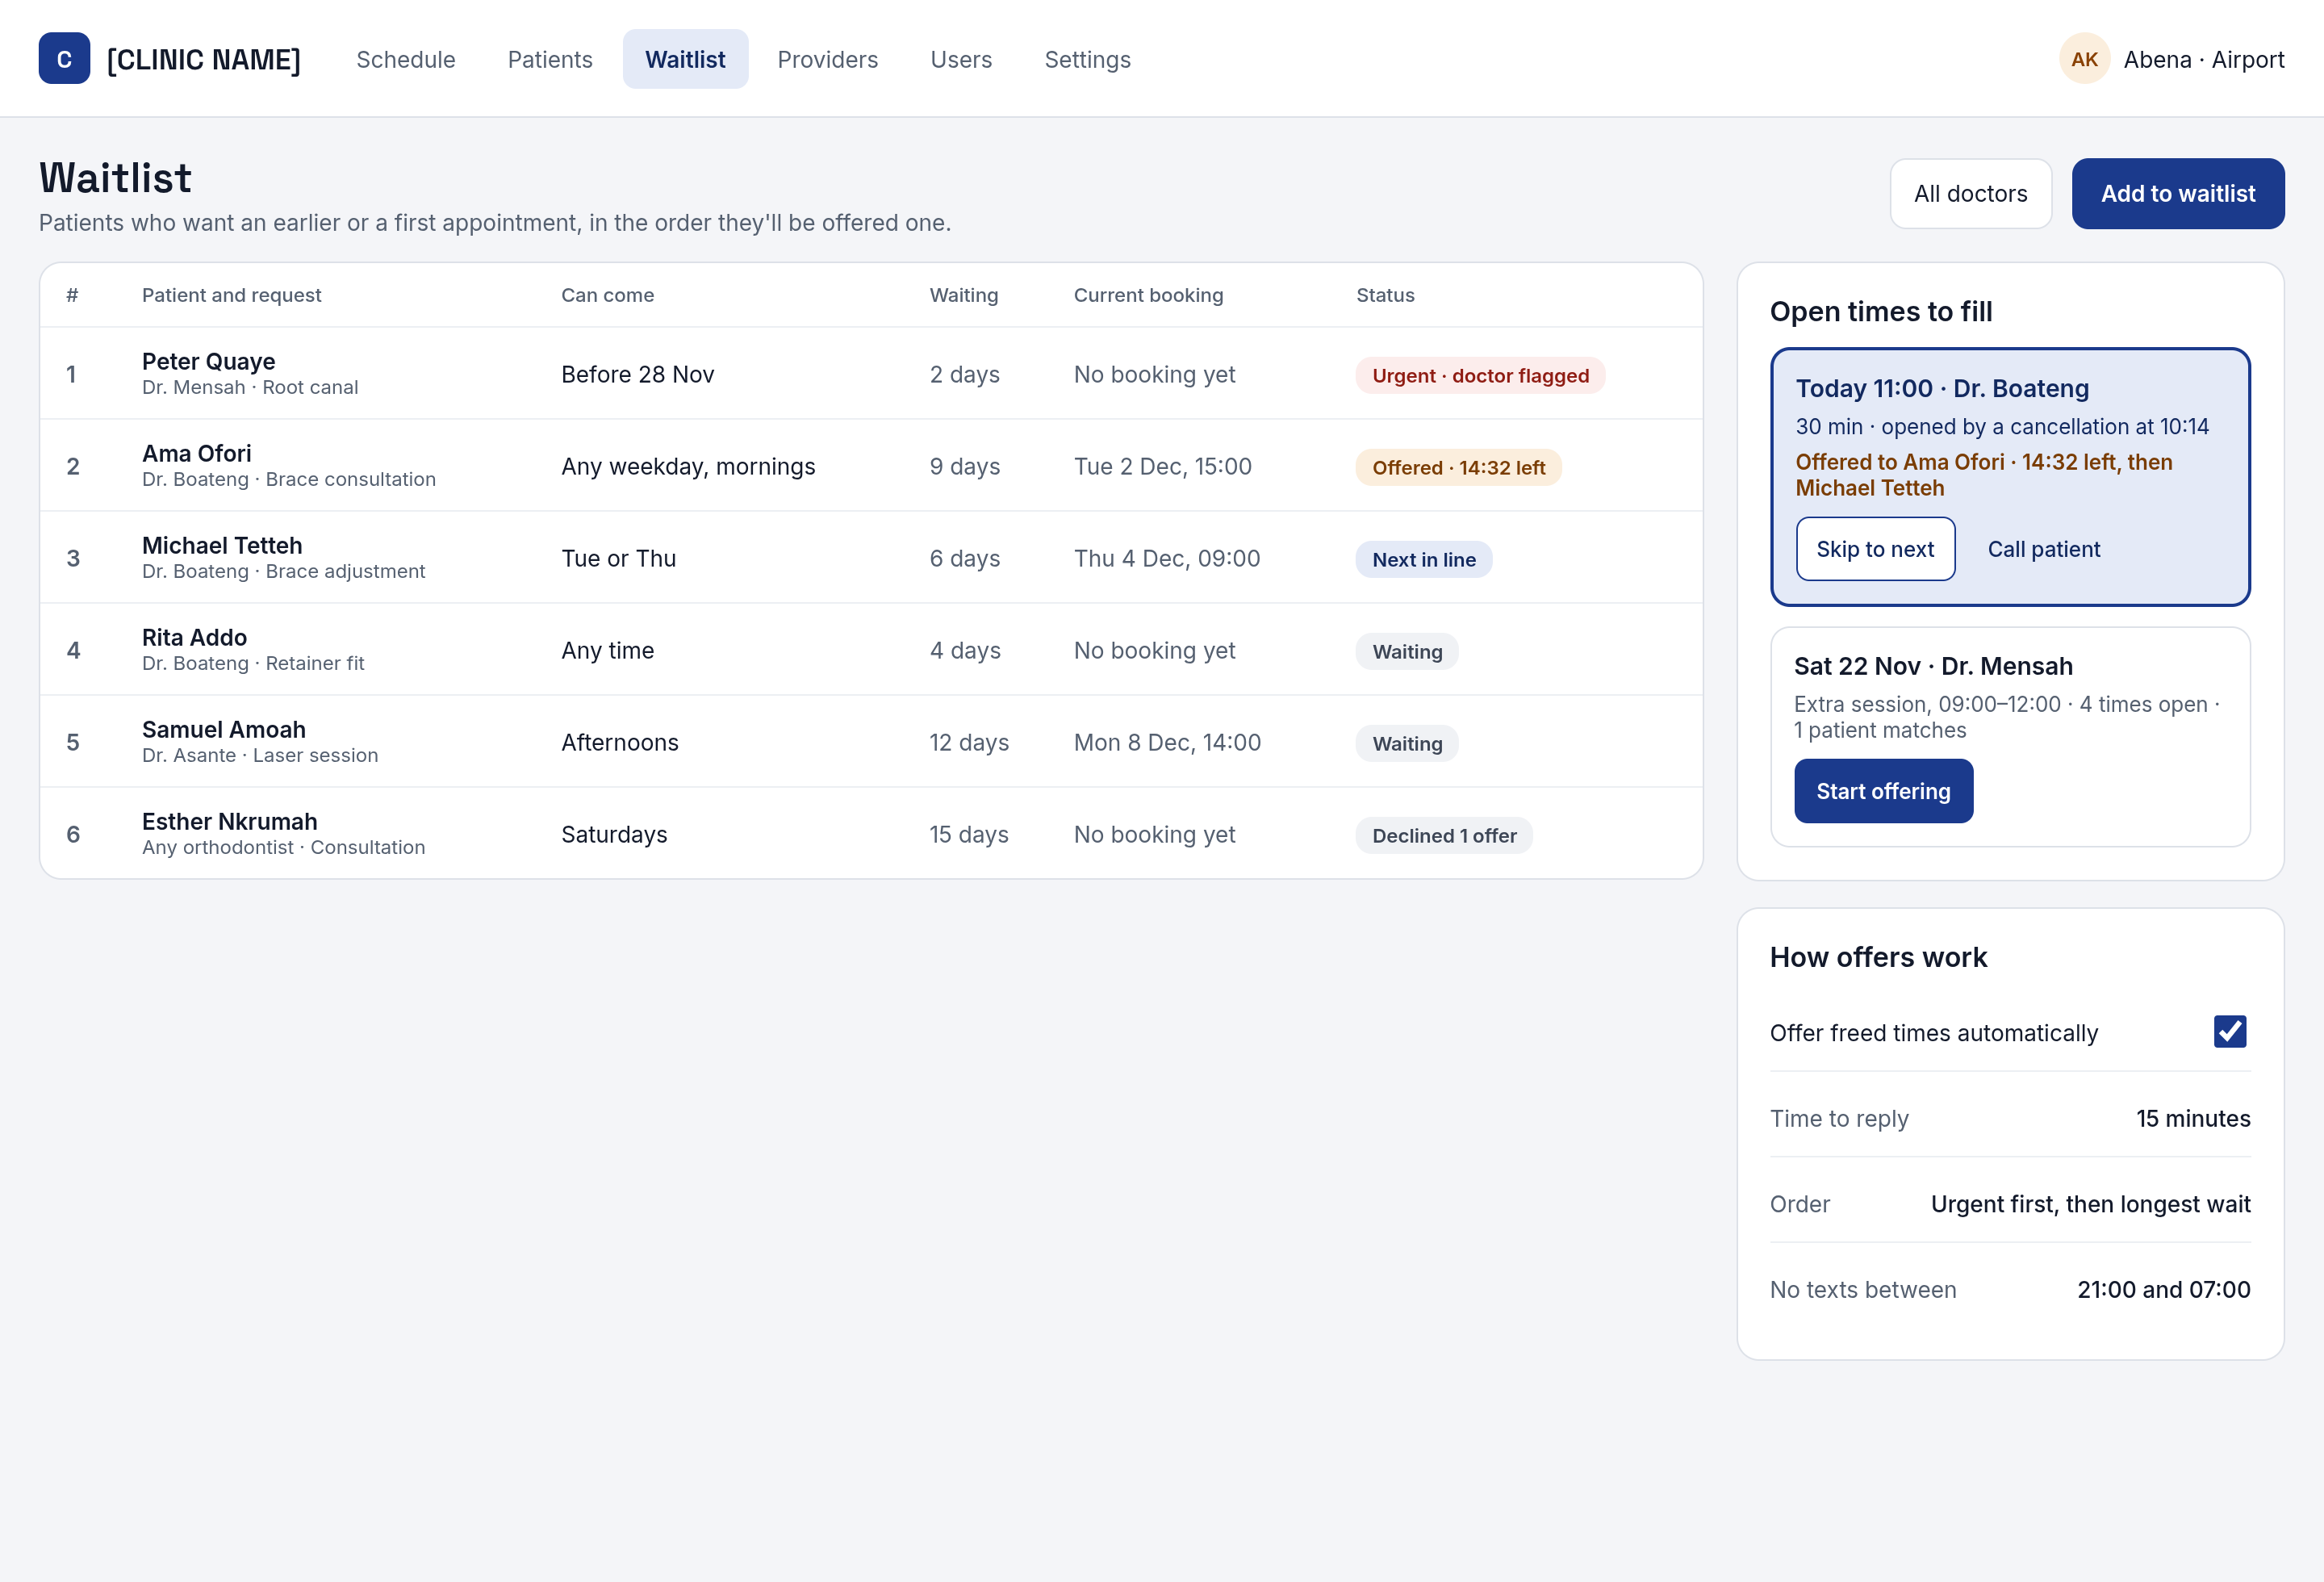 C [CLINIC NAME] Schedule Patients Waitlist Providers Users Settings AK Abena · Airport
Waitlist
Patients who want an earlier or a first appointment, in the order they'll be offered one.
All doctors Add to waitlist
# Patient and request Can come Waiting Current booking Status
1 Peter Quaye Before 28 Nov 2 days No booking yet Urgent · doctor flagged
Dr. Mensah · Root canal
2 Ama Ofori Any weekday, mornings 9 days Tue 2 Dec, 15:00 Offered · 14:32 left
Dr. Boateng · Brace consultation
3 Michael Tetteh Tue or Thu 6 days Thu 4 Dec, 09:00 Next in line
Dr. Boateng · Brace adjustment
4 Rita Addo Any time 4 days No booking yet Waiting
Dr. Boateng · Retainer fit
5 Samuel Amoah Afternoons 12 days Mon 8 Dec, 14:00 Waiting
Dr. Asante · Laser session
6 Esther Nkrumah Saturdays 15 days No booking yet Declined 1 offer
Any orthodontist · Consultation
Open times to fill
Today 11:00 · Dr. Boateng
30 min · opened by a cancellation at 10:14
Offered to Ama Ofori · 14:32 left, then
Michael Tetteh
Skip to next Call patient
Sat 22 Nov · Dr. Mensah
Extra session, 09:00–12:00 · 4 times open ·
1 patient matches
Start offering
How offers work
Offer freed times automatically
Time to reply 15 minutes
Order Urgent first, then longest wait
No texts between 21:00 and 07:00